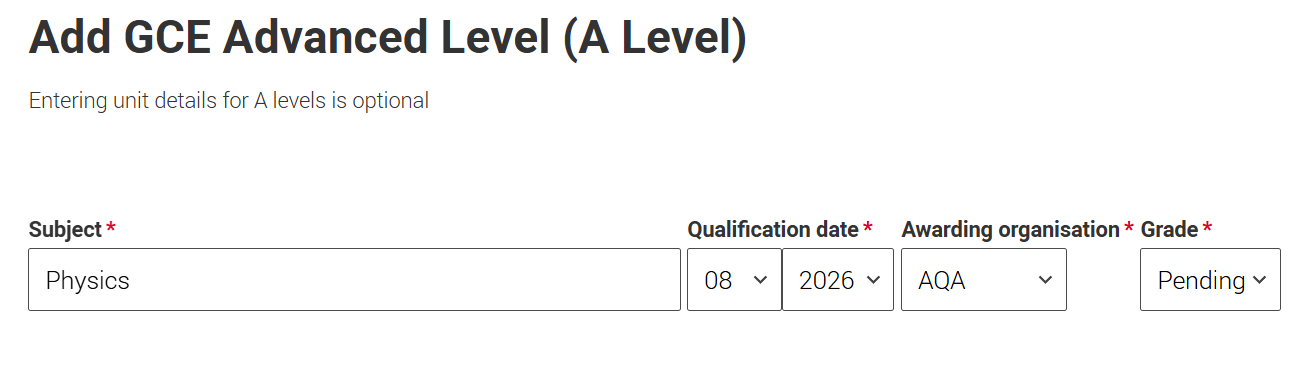 Add GCE Advanced Level (A Level)
Entering unit details for A levels is optional
Subject * Qualification date * Awarding organisation * Grade *
Physics 08 2026 AQA Pending